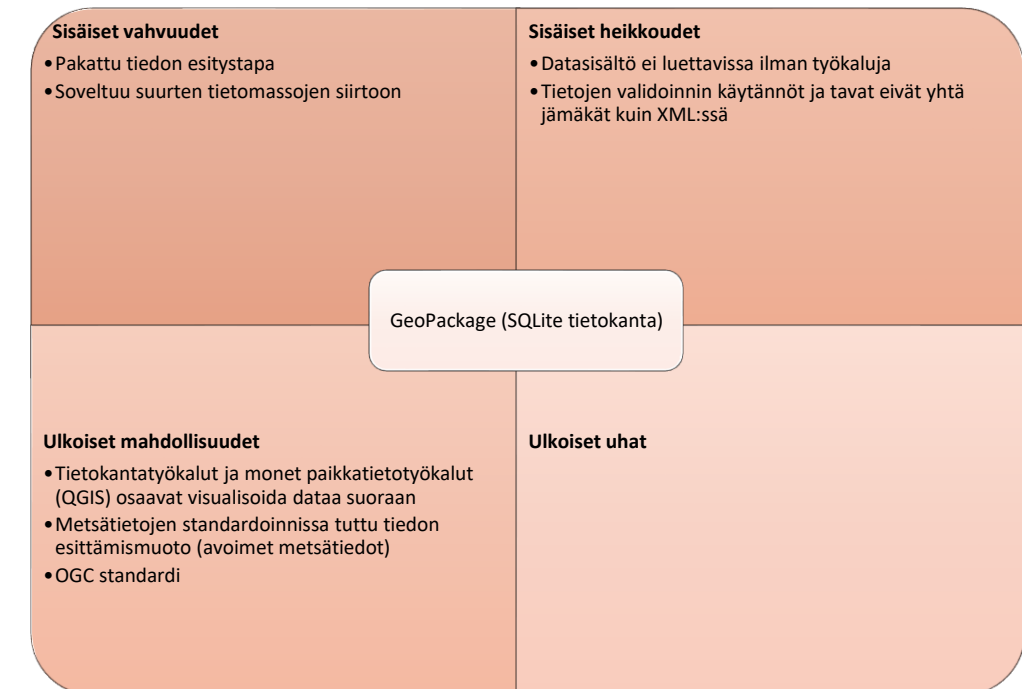 Sisäiset vahvuudet
•Pakattu tiedon esitystapa
•Soveltuu suurten tietomassojen siirtoon
Sisäiset heikkoudet
•Datasisältö ei luettavissa ilman työkaluja
•Tietojen validoinnin käytännöt ja tavat eivät yhtä
jämäkät kuin XML:ssä
GeoPackage (SQLite tietokanta)
Ulkoiset mahdollisuudet
•Tietokantatyökalut ja monet paikkatietotyökalut
(QGIS) osaavat visualisoida dataa suoraan
•Metsätietojen standardoinnissa tuttu tiedon
esittämismuoto (avoimet metsätiedot)
•OGC standardi
Ulkoiset uhat